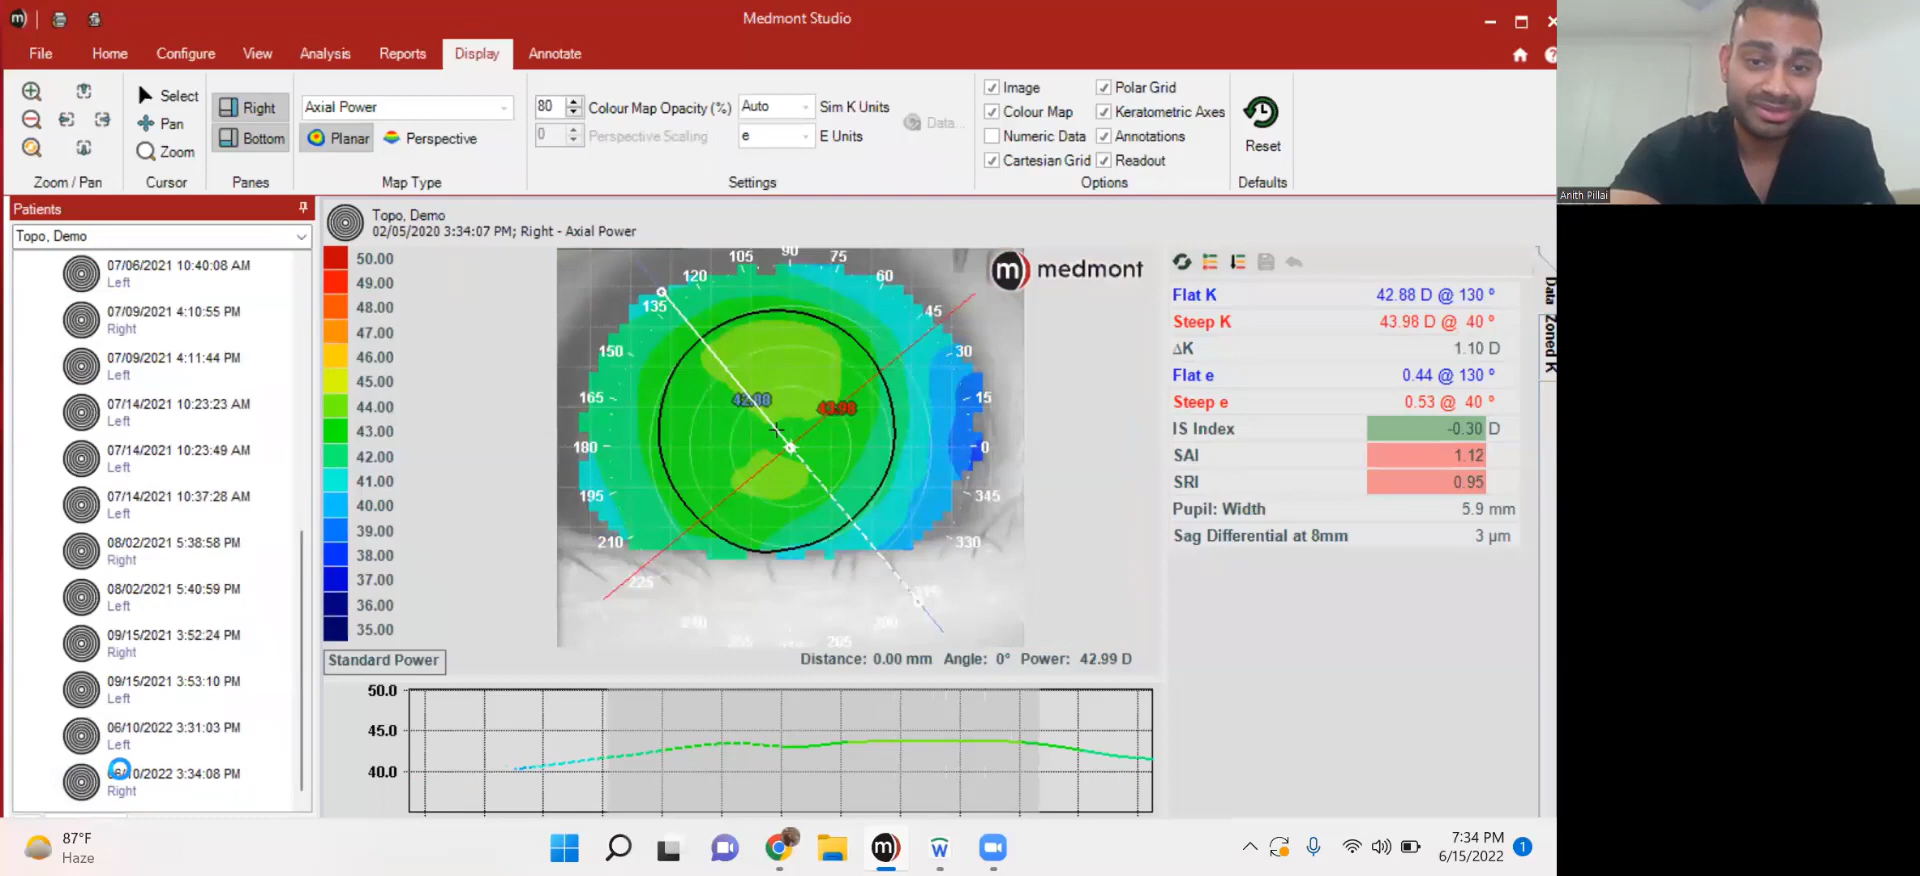 m
Medmont Studio
File Home Configure View Analysis Reports Display Annotate
Select
Pan
Zoom
Zoom / Pan
Cursor
Right
Bottom
Panes
Axial Power
Planar Perspective
Map Type
80 Colour Map Opacity (%) Auto Sim K Units
0 Perspective Scaling e E Units
Data...
Settings
Image Polar Grid
Colour Map Keratometric Axes
Numeric Data Annotations
Cartesian Grid Readout
Options
Reset
Defaults
Anith Pillai
Patients
Topo, Demo
07/06/2021 10:40:08 AM
Left
07/09/2021 4:10:55 PM
Right
07/09/2021 4:11:44 PM
Left
07/14/2021 10:23:23 AM
Left
07/14/2021 10:23:49 AM
Left
07/14/2021 10:37:28 AM
Left
08/02/2021 5:38:58 PM
Right
08/02/2021 5:40:59 PM
Left
09/15/2021 3:52:24 PM
Right
09/15/2021 3:53:10 PM
Left
06/10/2022 3:31:03 PM
Left
06/10/2022 3:34:08 PM
Right
Topo, Demo
02/05/2020 3:34:07 PM; Right - Axial Power
50.00
49.00
48.00
47.00
46.00
45.00
44.00
43.00
42.00
41.00
40.00
39.00
38.00
37.00
36.00
35.00
m medmont
105 90 75
120 60
135 45
150 30
165 15
180 0
195 345
210 330
225
43.98
Standard Power
Distance: 0.00 mm Angle: 0° Power: 42.99 D
50.0
45.0
40.0
Flat K 42.88 D @ 130 °
Steep K 43.98 D @ 40 °
ΔK 1.10 D
Flat e 0.44 @ 130 °
Steep e 0.53 @ 40 °
IS Index -0.30 D
SAI 1.12
SRI 0.95
Pupil: Width 5.9 mm
Sag Differential at 8mm 3 µm
Data
Zoned K
87°F
Haze
7:34 PM
6/15/2022
1